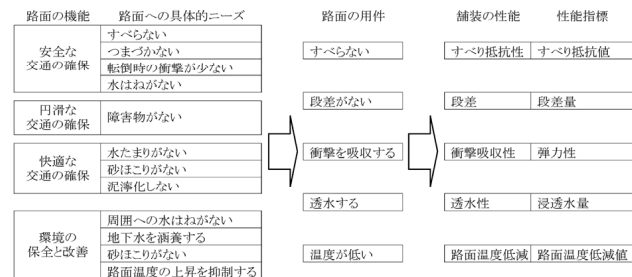 路面の機能 路面への具体的ニーズ 路面の用件 舗装の性能 性能指標
安全な
交通の確保
すべらない
つまづかない
転倒時の衝撃が少ない
水はねがない
円滑な
交通の確保
障害物がない
快適な
交通の確保
水たまりがない
砂ほこりがない
泥濘化しない
環境の
保全と改善
周囲への水はねがない
地下水を涵養する
砂ほこりがない
路面温度の上昇を抑制する
すべらない
段差がない
衝撃を吸収する
透水する
温度が低い
すべり抵抗性 すべり抵抗値
段差 段差量
衝撃吸収性 弾力性
透水性 浸透水量
路面温度低減 路面温度低減値